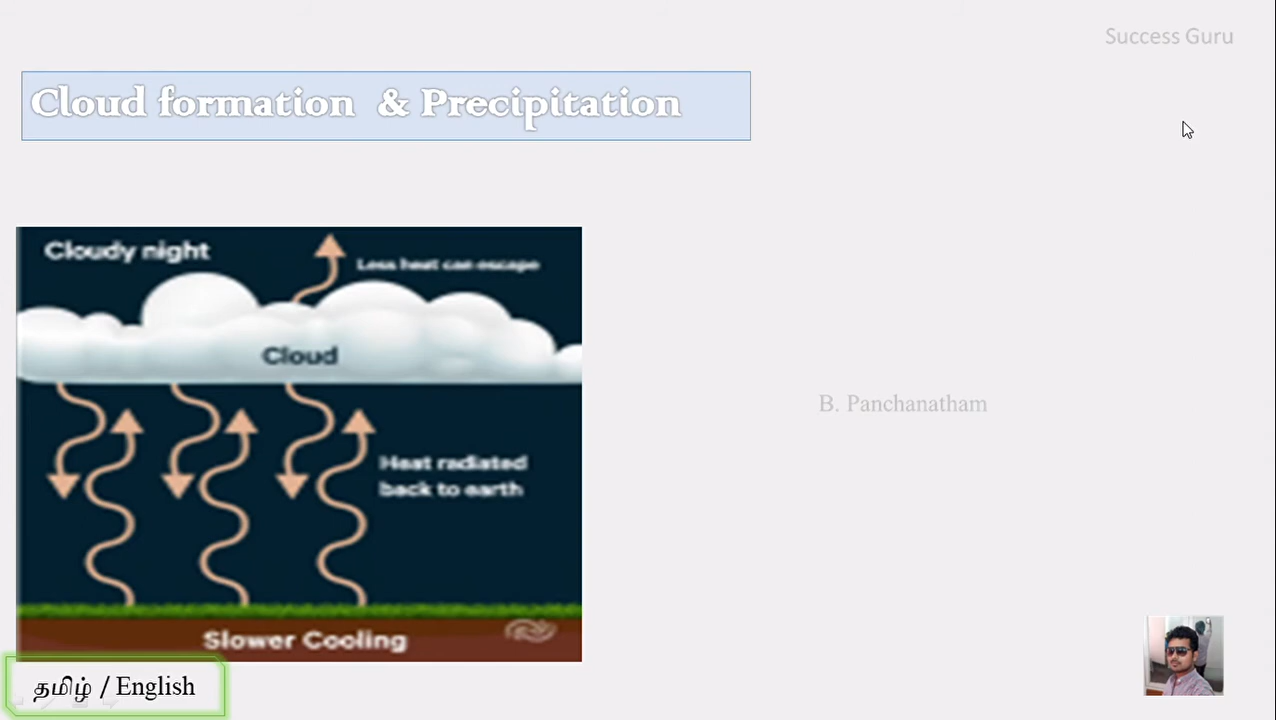 Success Guru
Cloud formation & Precipitation
Cloudy night
Less heat can escape
Cloud
B. Panchanatham
Heat radiated
back to earth
Slower Cooling
தமிழ் / English